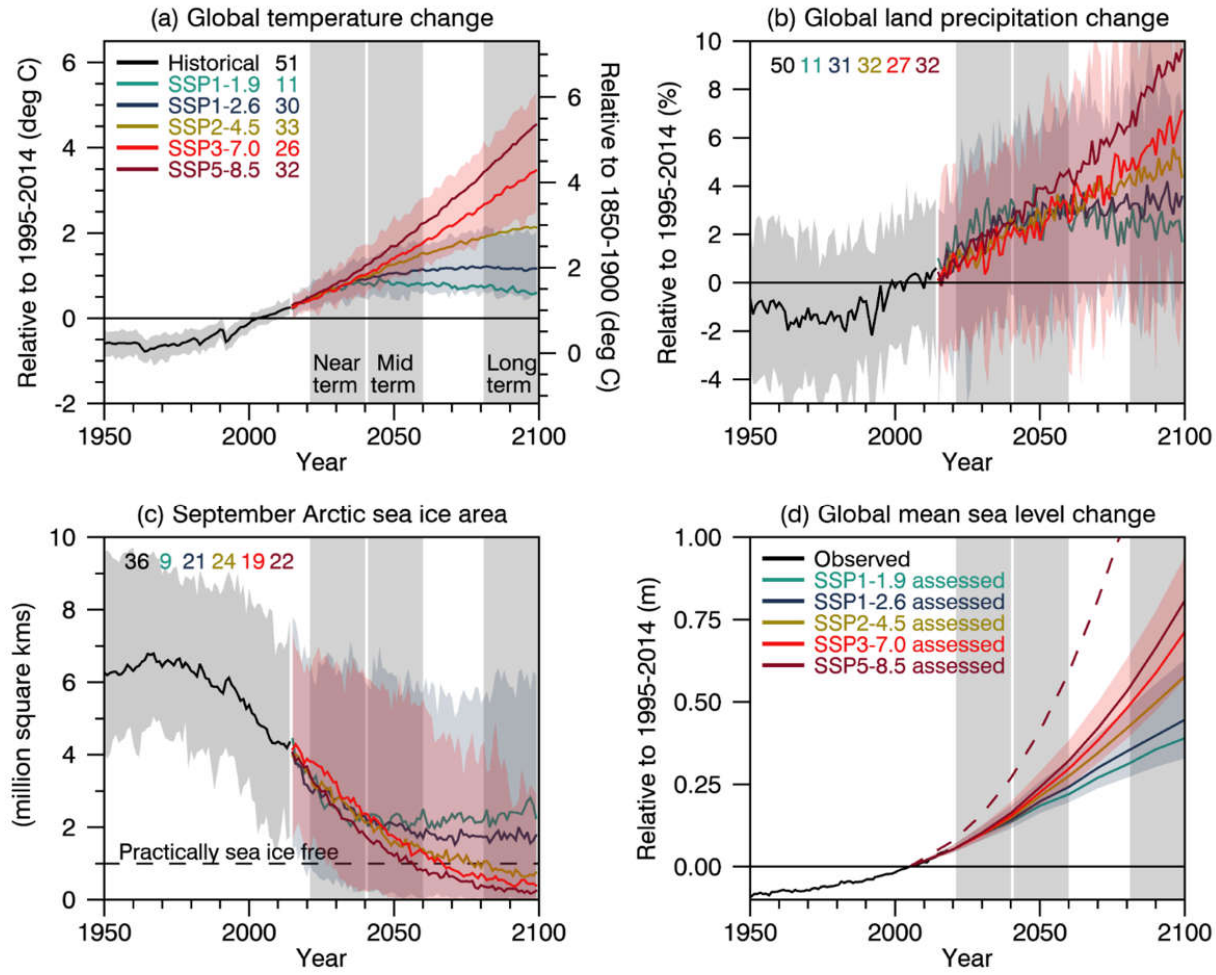 (a) Global temperature change
Relative to 1995-2014 (deg C)
6
4
2
0
-2
Historical 51
SSP1-1.9 11
SSP1-2.6 30
SSP2-4.5 33
SSP3-7.0 26
SSP5-8.5 32
Near term
Mid term
Long term
6
4
2
0
Relative to 1850-1900 (deg C)
1950 2000 2050 2100
Year
(b) Global land precipitation change
Relative to 1995-2014 (%)
10
8
6
4
2
0
-2
-4
50 11 31 32 27 32
1950 2000 2050 2100
Year
(c) September Arctic sea ice area
(million square kms)
10
8
6
4
2
0
36 9 21 24 19 22
Practically sea ice free
1950 2000 2050 2100
Year
(d) Global mean sea level change
Relative to 1995-2014 (m)
1.00
0.75
0.50
0.25
0.00
Observed
SSP1-1.9 assessed
SSP1-2.6 assessed
SSP2-4.5 assessed
SSP3-7.0 assessed
SSP5-8.5 assessed
1950 2000 2050 2100
Year